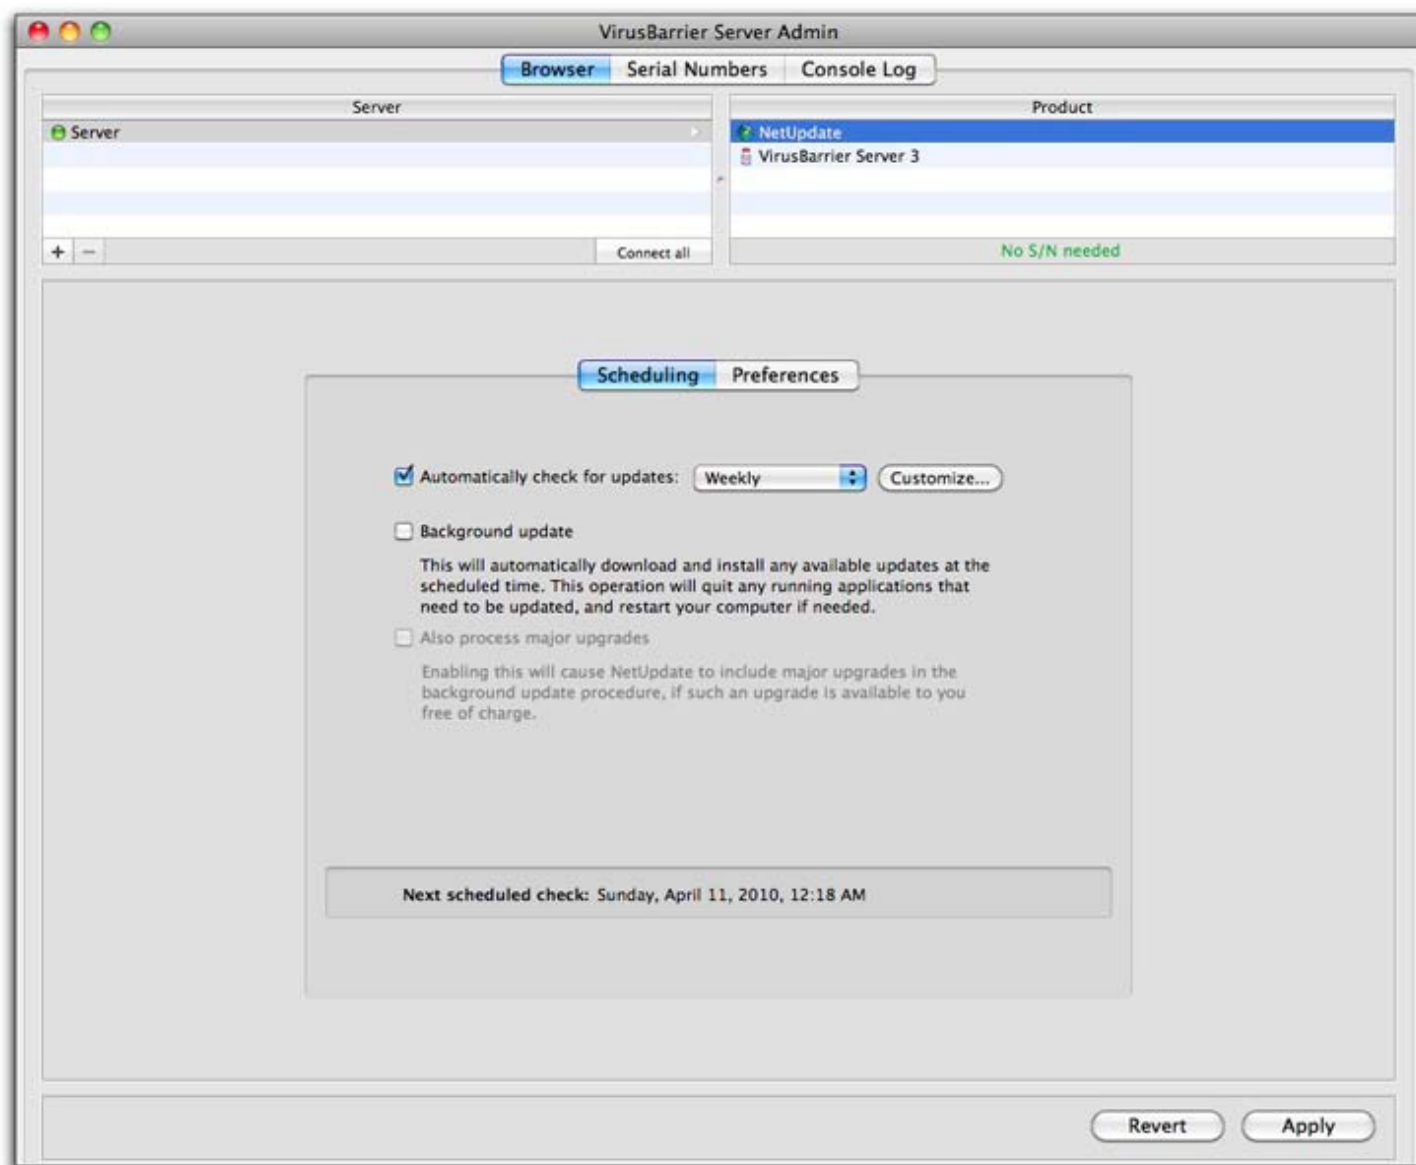 VirusBarrier Server Admin
Browser Serial Numbers Console Log
Server Product
Server NetUpdate
VirusBarrier Server 3
+ − Connect all No S/N needed
Scheduling Preferences
Automatically check for updates: Weekly Customize...
Background update
This will automatically download and install any available updates at the
scheduled time. This operation will quit any running applications that
need to be updated, and restart your computer if needed.
Also process major upgrades
Enabling this will cause NetUpdate to include major upgrades in the
background update procedure, if such an upgrade is available to you
free of charge.
Next scheduled check: Sunday, April 11, 2010, 12:18 AM
Revert Apply